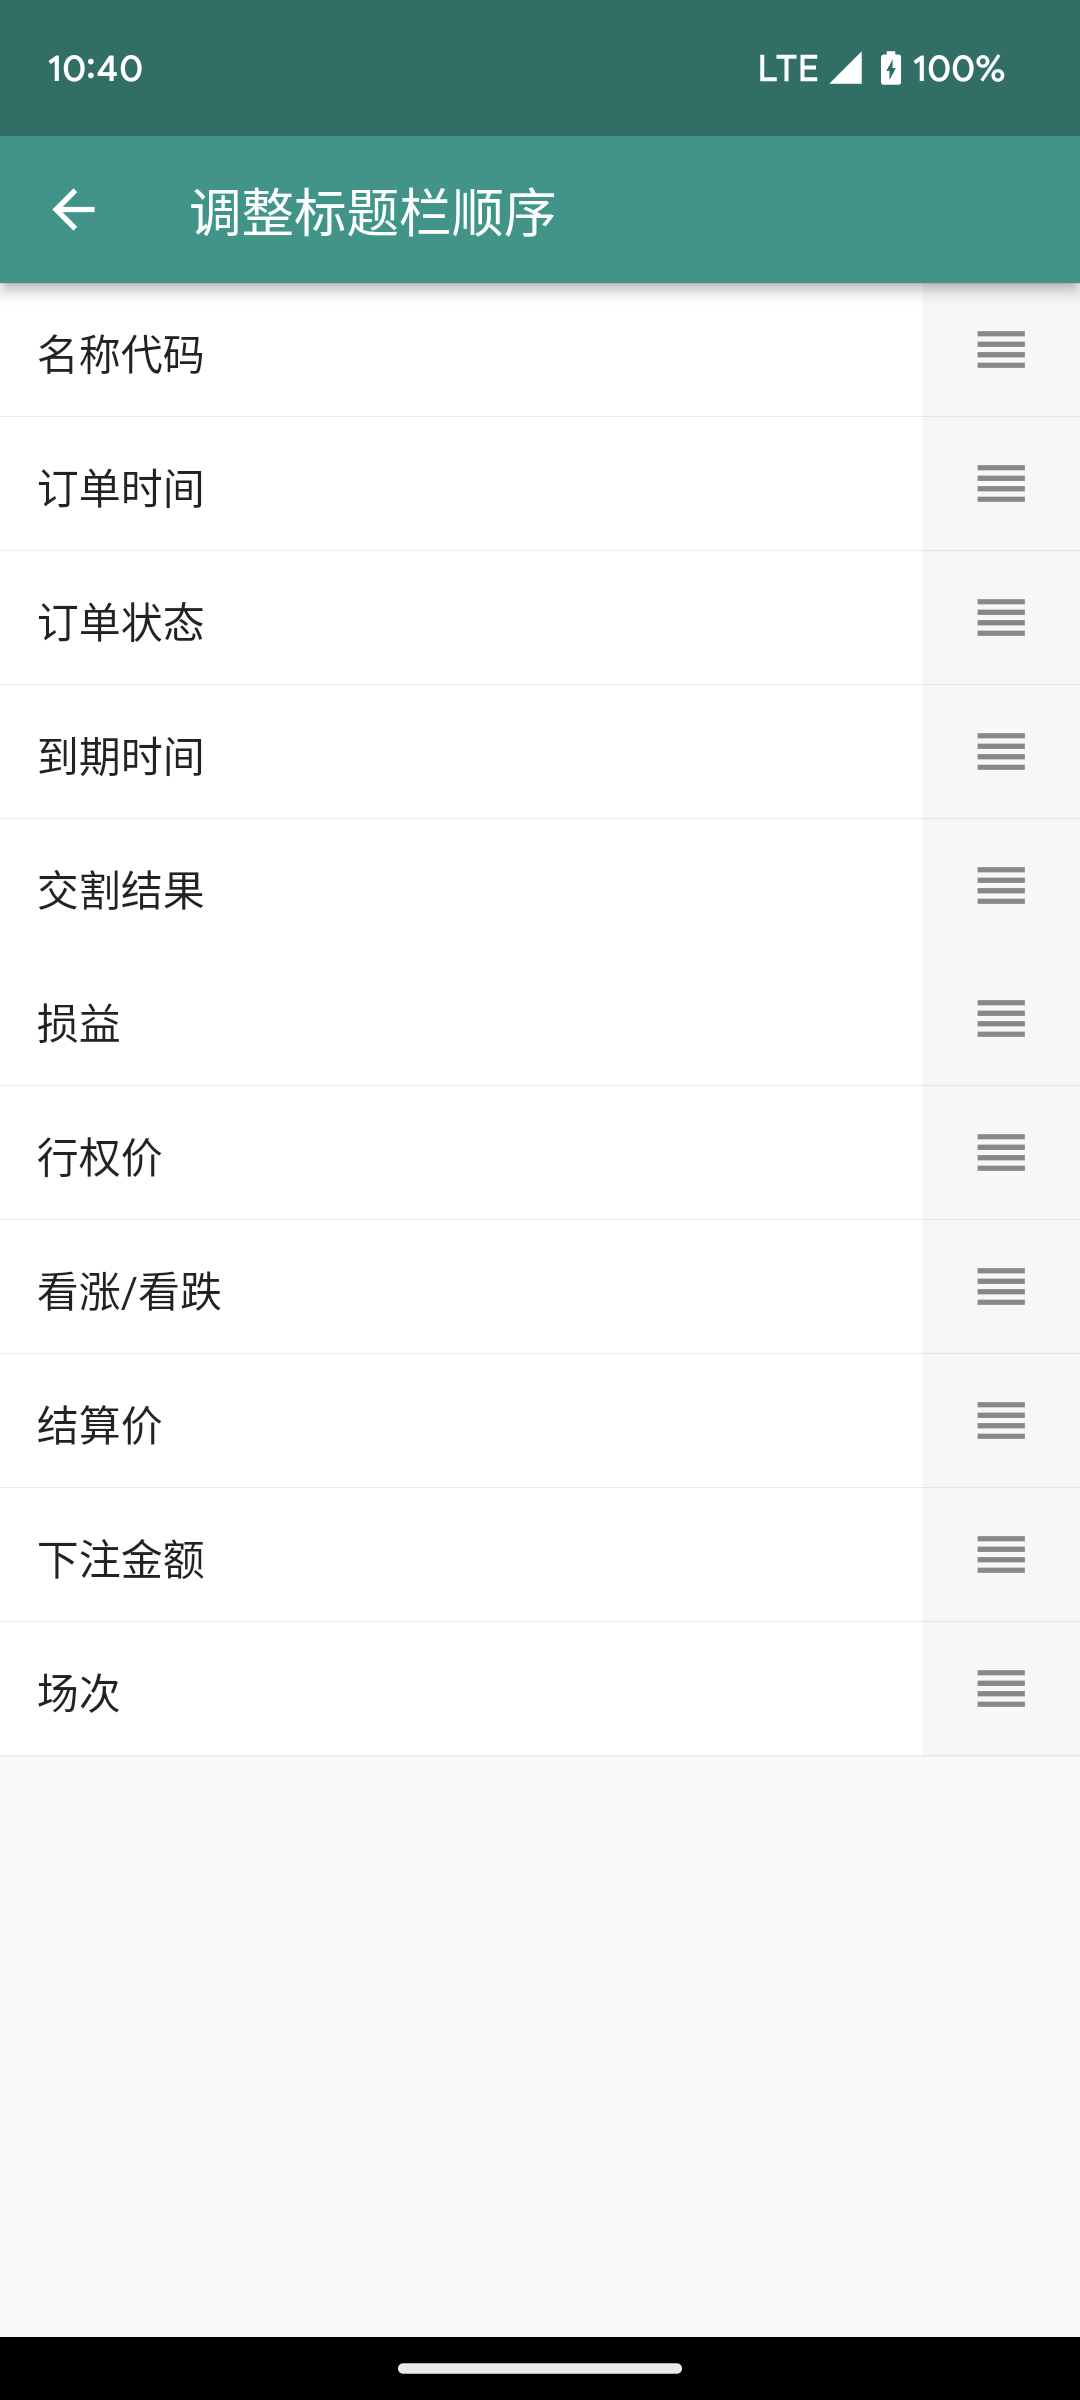 10:40
LTE 100%
调整标题栏顺序
名称代码
订单时间
订单状态
到期时间
交割结果
损益
行权价
看涨/看跌
结算价
下注金额
场次